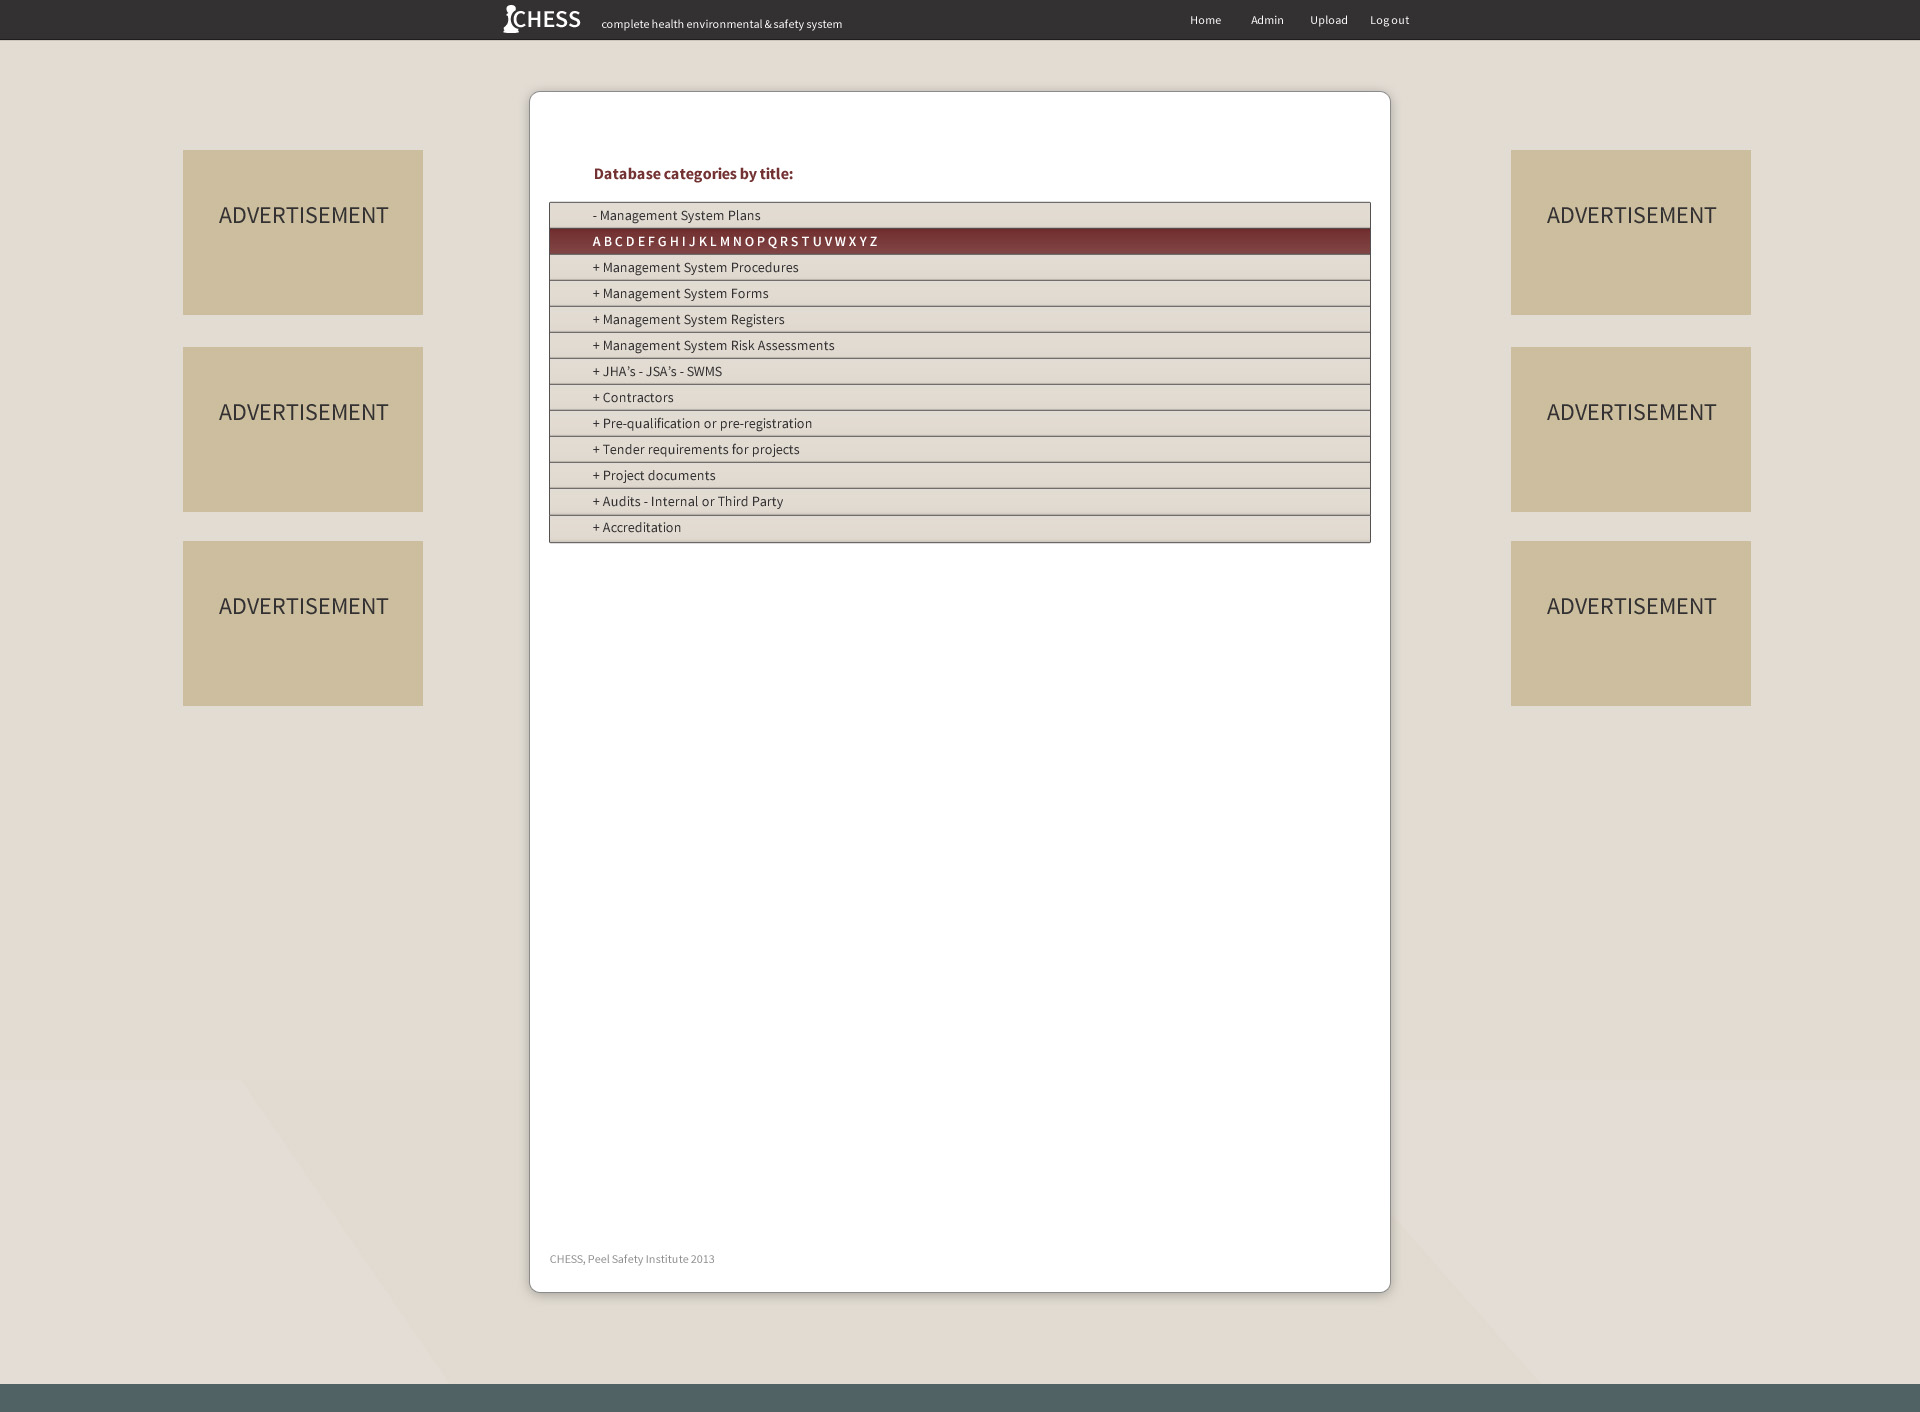 CHESS complete health environmental & safety system
Home Admin Upload Log out
ADVERTISEMENT
ADVERTISEMENT
ADVERTISEMENT
Database categories by title:
- Management System Plans
A B C D E F G H I J K L M N O P Q R S T U V W X Y Z
+ Management System Procedures
+ Management System Forms
+ Management System Registers
+ Management System Risk Assessments
+ JHA’s - JSA’s - SWMS
+ Contractors
+ Pre-qualification or pre-registration
+ Tender requirements for projects
+ Project documents
+ Audits - Internal or Third Party
+ Accreditation
CHESS, Peel Safety Institute 2013
ADVERTISEMENT
ADVERTISEMENT
ADVERTISEMENT